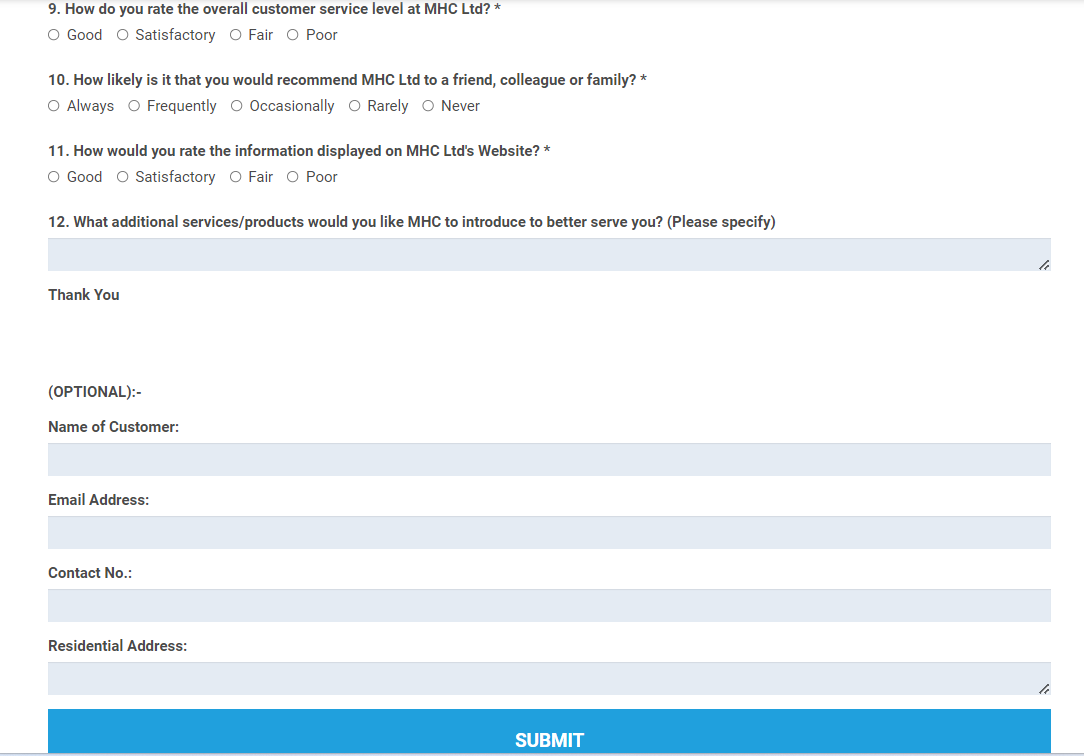 9. How do you rate the overall customer service level at MHC Ltd? *
Good Satisfactory Fair Poor
10. How likely is it that you would recommend MHC Ltd to a friend, colleague or family? *
Always Frequently Occasionally Rarely Never
11. How would you rate the information displayed on MHC Ltd's Website? *
Good Satisfactory Fair Poor
12. What additional services/products would you like MHC to introduce to better serve you? (Please specify)
Thank You
(OPTIONAL):-
Name of Customer:
Email Address:
Contact No.:
Residential Address:
SUBMIT